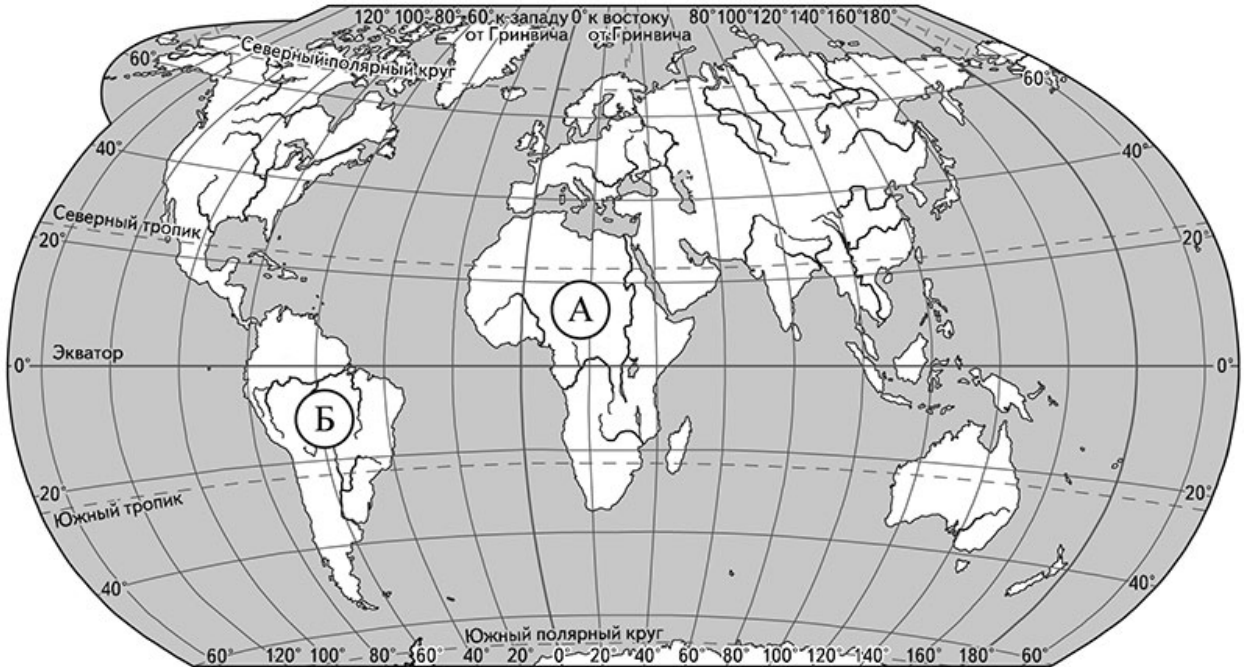 120° 100° 80° 60° к западу 0° к востоку 80° 100° 120° 140° 160° 180°
от Гринвича от Гринвича
Северный полярный круг
60° 60°
40° 40°
Северный тропик
20° 20°
А
Экватор
0° 0°
Б
20° 20°
Южный тропик
40° 40°
Южный полярный круг
60° 120° 100° 80° 60° 40° 20° 0° 20° 40° 60° 80° 100° 120° 140° 160° 180° 160° 60°